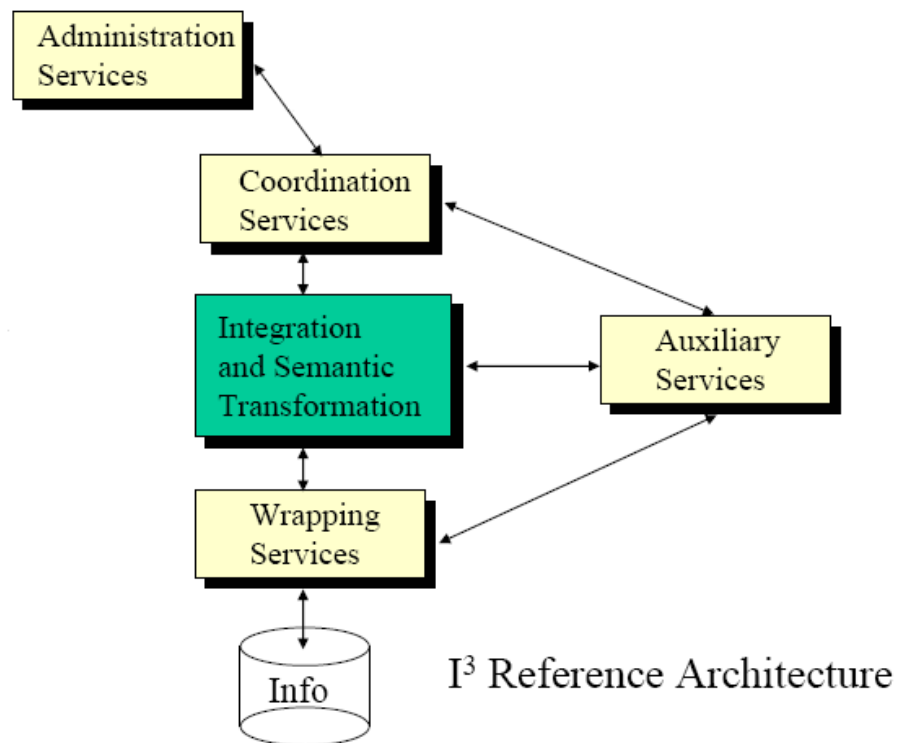 Administration
Services
Coordination
Services
Integration
and Semantic
Transformation
Auxiliary
Services
Wrapping
Services
Info
I³ Reference Architecture